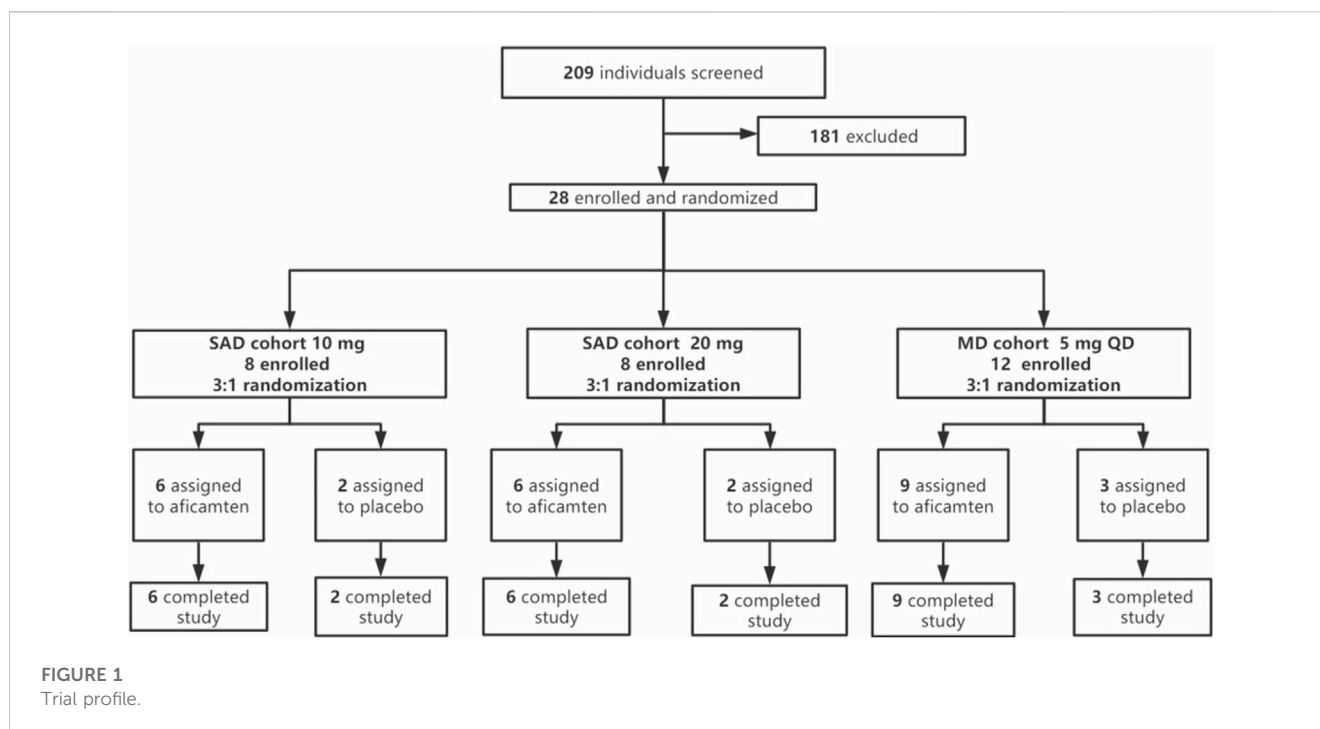 209 individuals screened
181 excluded
28 enrolled and randomized
SAD cohort 10 mg
8 enrolled
3:1 randomization
SAD cohort 20 mg
8 enrolled
3:1 randomization
MD cohort 5 mg QD
12 enrolled
3:1 randomization
6 assigned
to aficamten
2 assigned
to placebo
6 assigned
to aficamten
2 assigned
to placebo
9 assigned
to aficamten
3 assigned
to placebo
6 completed
study
2 completed
study
6 completed
study
2 completed
study
9 completed
study
3 completed
study
FIGURE 1
Trial profile.